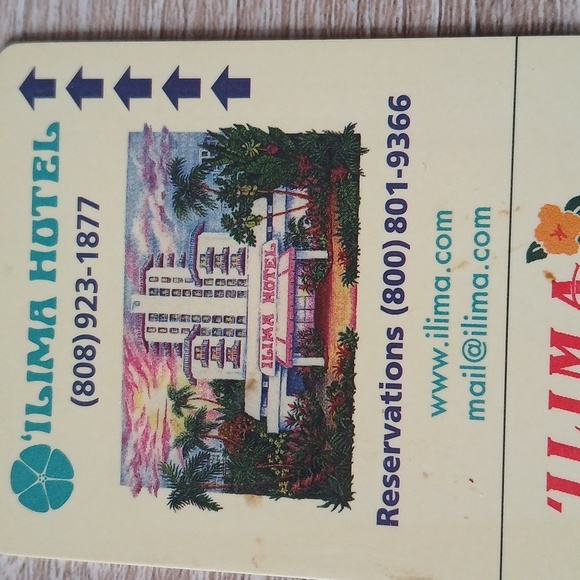 'ILIMA HOTEL
(808) 923-1877
ILIMA HOTEL
Reservations (800) 801-9366
www.ilima.com
mail@ilima.com
'ILIMA